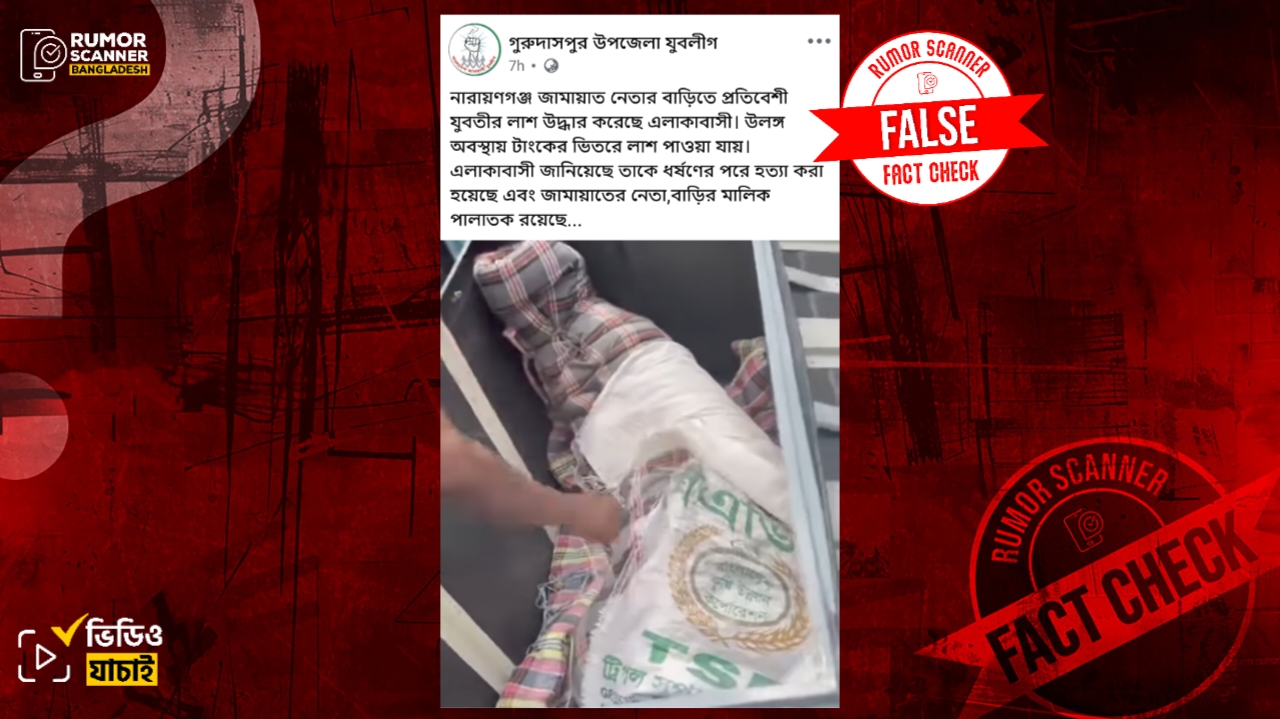 RUMOR
SCANNER
BANGLADESH
গুরুদাসপুর উপজেলা যুবলীগ
7h
নারায়ণগঞ্জ জামায়াত নেতার বাড়িতে প্রতিবেশী
যুবতীর লাশ উদ্ধার করেছে এলাকাবাসী। উলঙ্গ
অবস্থায় টাংকের ভিতরে লাশ পাওয়া যায়।
এলাকাবাসী জানিয়েছে তাকে ধর্ষণের পরে হত্যা করা
হয়েছে এবং জামায়াতের নেতা,বাড়ির মালিক
পালাতক রয়েছে...
RUMOR SCANNER
FALSE
FACT CHECK
TS
RUMOR SCANNER
FACT CHECK
ভিডিও
যাচাই